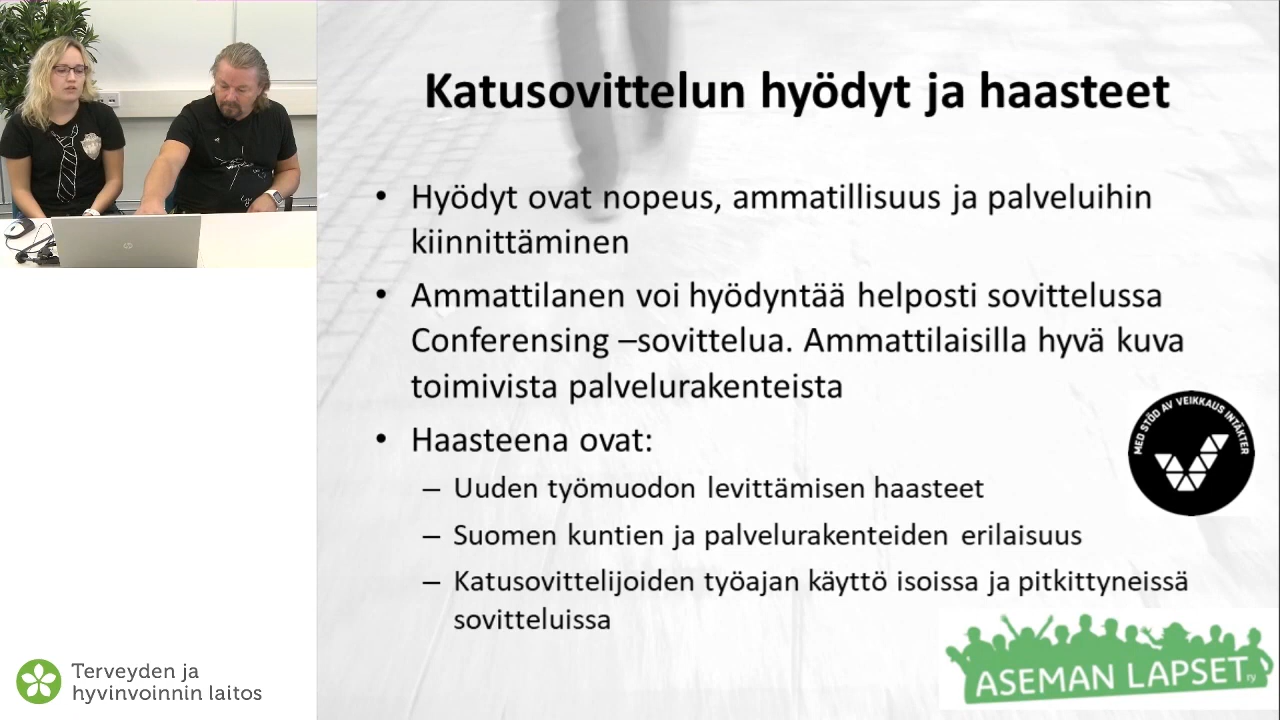 Katusovittelun hyödyt ja haasteet
• Hyödyt ovat nopeus, ammatillisuus ja palveluihin
kiinnittäminen
• Ammattilanen voi hyödyntää helposti sovittelussa
Conferensing –sovittelua. Ammattilaisilla hyvä kuva
toimivista palvelurakenteista
• Haasteena ovat:
– Uuden työmuodon levittämisen haasteet
– Suomen kuntien ja palvelurakenteiden erilaisuus
– Katusovittelijoiden työajan käyttö isoissa ja pitkittyneissä
sovitteluissa
MED STÖD AV VEIKKAUS INTÄKTER
ASEMAN LAPSET ry
Terveyden ja
hyvinvoinnin laitos
hp